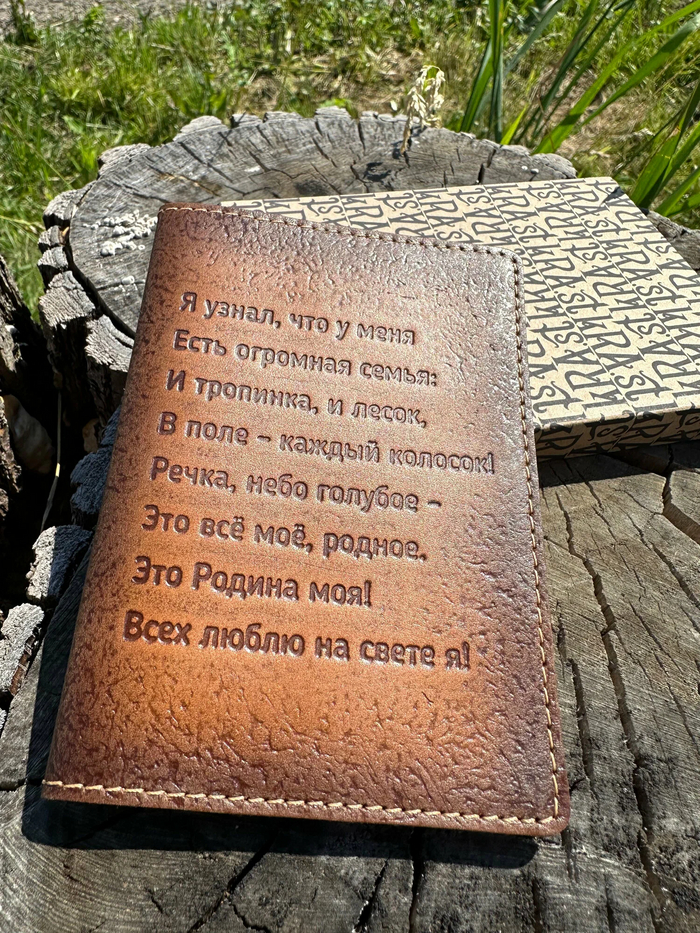 Я узнал, что у меня
Есть огромная семья:
И тропинка, и лесок,
В поле – каждый колосок!
Речка, небо голубое –
Это всё моё, родное.
Это Родина моя!
Всех люблю на свете я!